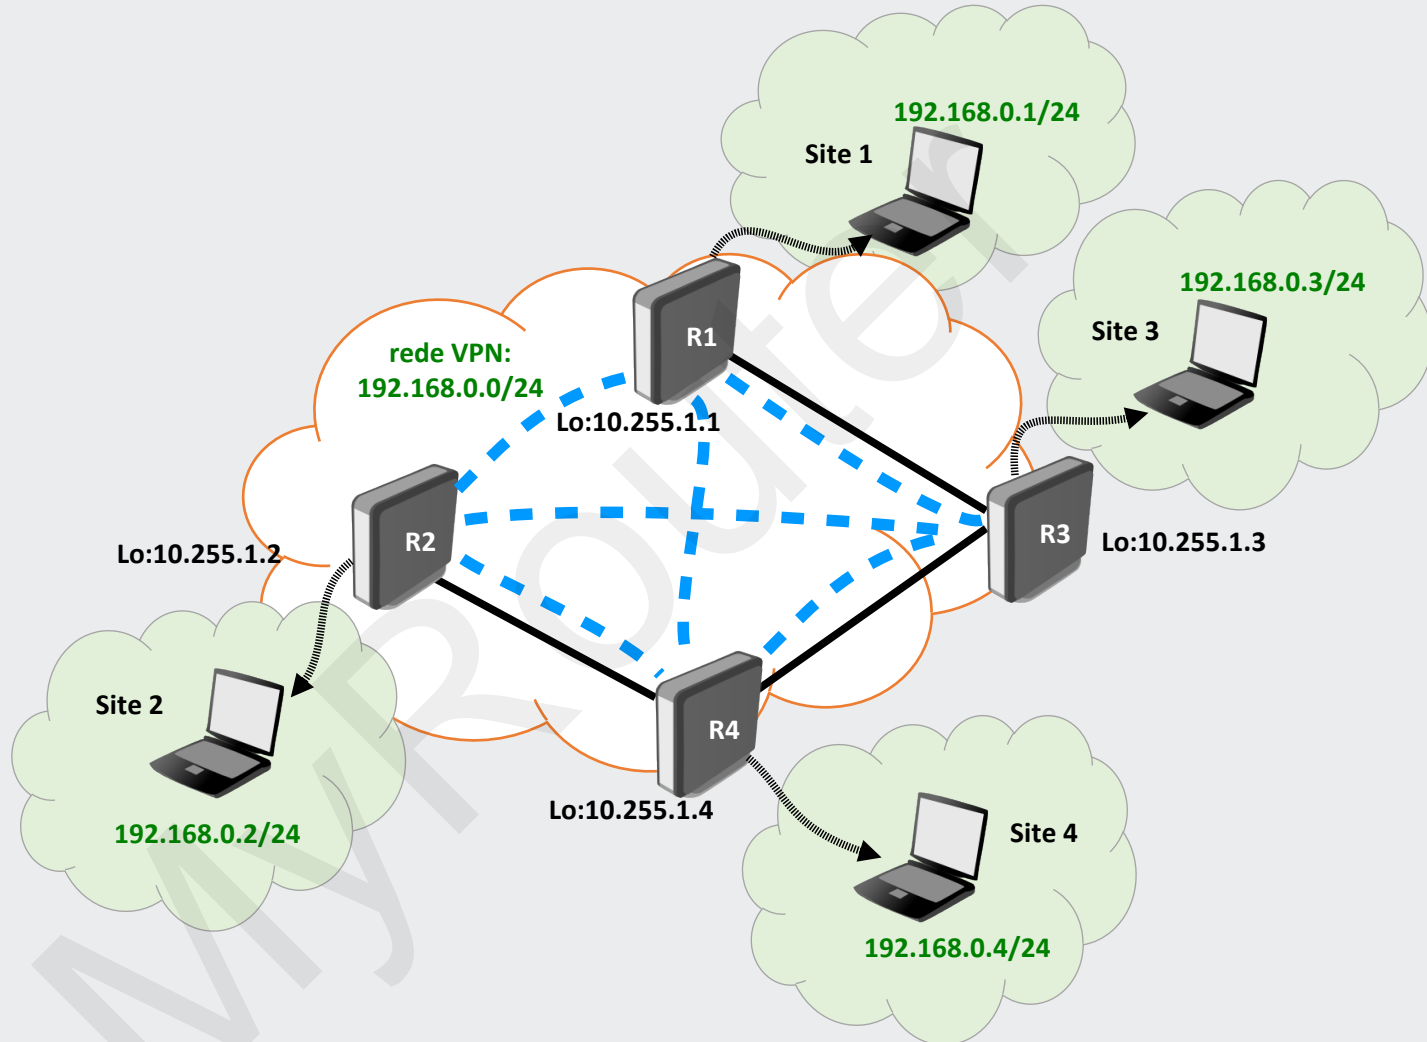 192.168.0.1/24
Site 1
192.168.0.3/24
Site 3
R1
rede VPN:
192.168.0.0/24
Lo:10.255.1.1
R2
R3
Lo:10.255.1.2
Lo:10.255.1.3
Site 2
R4
192.168.0.2/24
Lo:10.255.1.4
Site 4
192.168.0.4/24
MyRouter